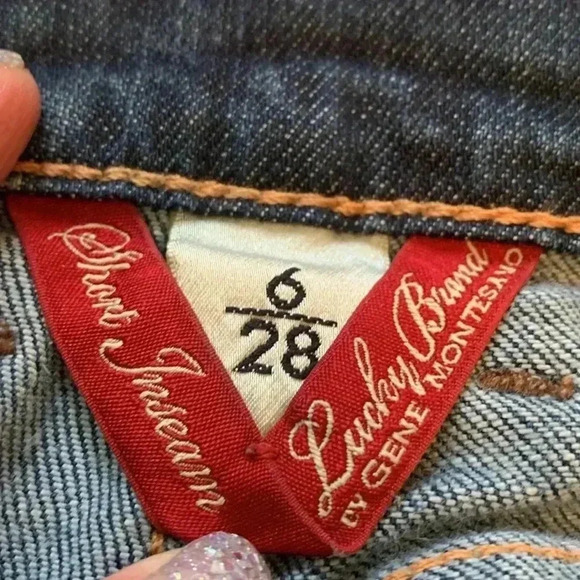 Short Inseam
6
28
Lucky Brand
BY GENE MONTESANO